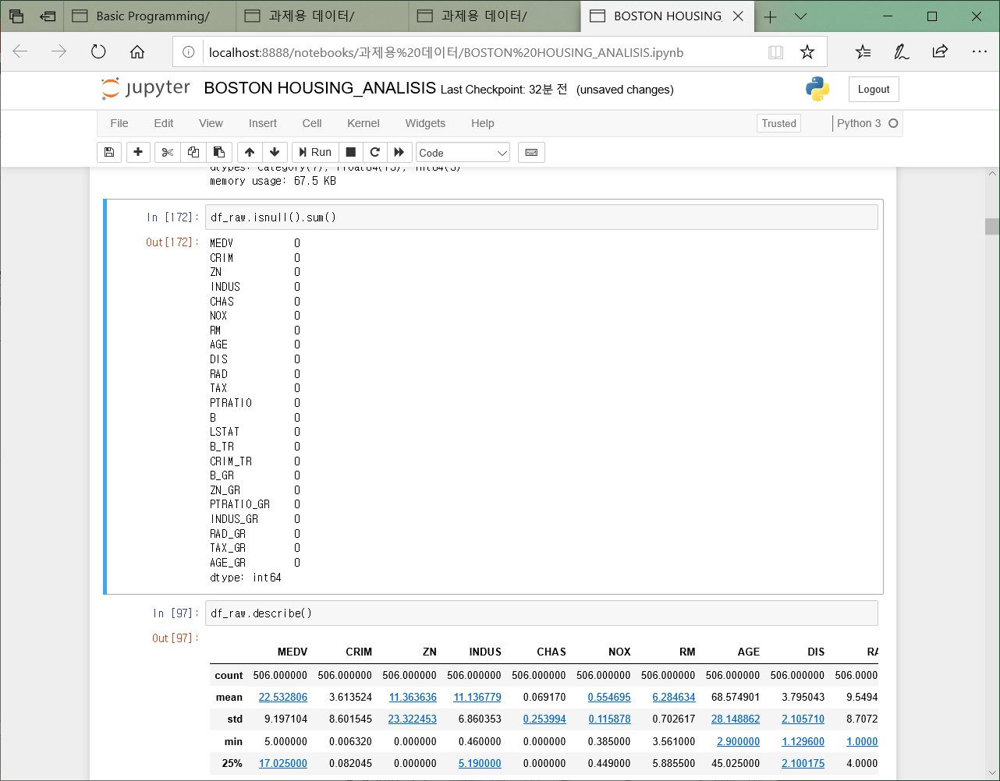 Basic Programming/
과제용 데이터/
과제용 데이터/
BOSTON HOUSING_
localhost:8888/notebooks/과제용%20데이터/BOSTON%20HOUSING_ANALISIS.ipynb
jupyter BOSTON HOUSING_ANALISIS Last Checkpoint: 32분 전 (unsaved changes)
Logout
File Edit View Insert Cell Kernel Widgets Help
Trusted
Python 3
Run
Code
dtypes: category(7), float64(13), int64(3)
memory usage: 67.5 KB
In [172]: df_raw.isnull().sum()
Out[172]: MEDV 0
CRIM 0
ZN 0
INDUS 0
CHAS 0
NOX 0
RM 0
AGE 0
DIS 0
RAD 0
TAX 0
PTRATIO 0
B 0
LSTAT 0
B_TR 0
CRIM_TR 0
B_GR 0
ZN_GR 0
PTRATIO_GR 0
INDUS_GR 0
RAD_GR 0
TAX_GR 0
AGE_GR 0
dtype: int64
In [97]: df_raw.describe()
Out[97]:
MEDV CRIM ZN INDUS CHAS NOX RM AGE DIS RA
count 506.000000 506.000000 506.000000 506.000000 506.000000 506.000000 506.000000 506.000000 506.000000 506.0000
mean 22.532806 3.613524 11.363636 11.136779 0.069170 0.554695 6.284634 68.574901 3.795043 9.5494
std 9.197104 8.601545 23.322453 6.860353 0.253994 0.115878 0.702617 28.148862 2.105710 8.7072
min 5.000000 0.006320 0.000000 0.460000 0.000000 0.385000 3.561000 2.900000 1.129600 1.0000
25% 17.025000 0.082045 0.000000 5.190000 0.000000 0.449000 5.885500 45.025000 2.100175 4.0000